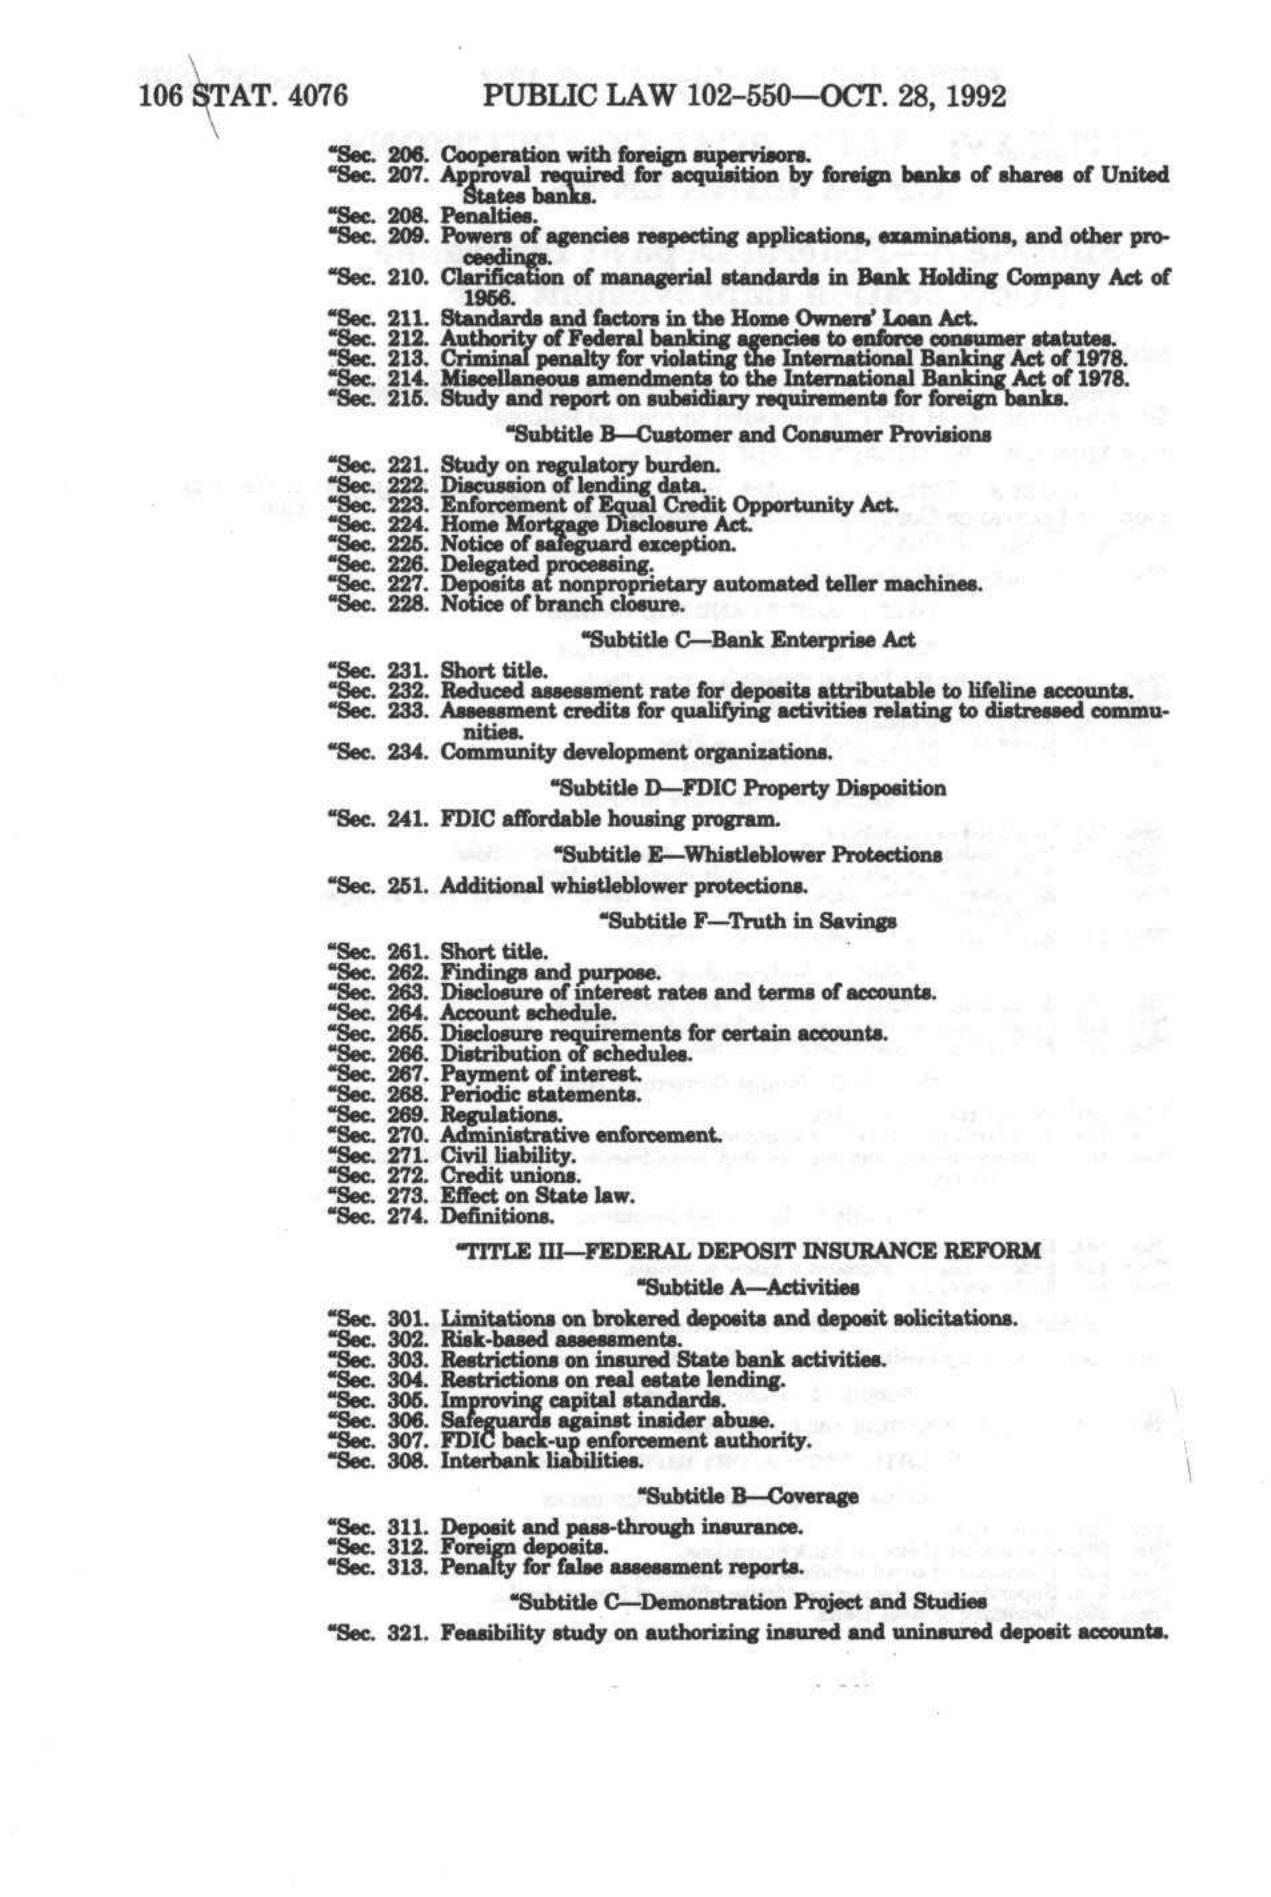 106 STAT. 4076 PUBLIC LAW 102–550—OCT. 28, 1992
“Sec. 206. Cooperation with foreign supervisors.
“Sec. 207. Approval required for acquisition by foreign banks of shares of United
States banks.
“Sec. 208. Penalties.
“Sec. 209. Powers of agencies respecting applications, examinations, and other pro-
ceedings.
“Sec. 210. Clarification of managerial standards in Bank Holding Company Act of
1956.
“Sec. 211. Standards and factors in the Home Owners’ Loan Act.
“Sec. 212. Authority of Federal banking agencies to enforce consumer statutes.
“Sec. 213. Criminal penalty for violating the International Banking Act of 1978.
“Sec. 214. Miscellaneous amendments to the International Banking Act of 1978.
“Sec. 215. Study and report on subsidiary requirements for foreign banks.
“Subtitle B—Customer and Consumer Provisions
“Sec. 221. Study on regulatory burden.
“Sec. 222. Discussion of lending data.
“Sec. 223. Enforcement of Equal Credit Opportunity Act.
“Sec. 224. Home Mortgage Disclosure Act.
“Sec. 225. Notice of safeguard exception.
“Sec. 226. Delegated processing.
“Sec. 227. Deposits at nonproprietary automated teller machines.
“Sec. 228. Notice of branch closure.
“Subtitle C—Bank Enterprise Act
“Sec. 231. Short title.
“Sec. 232. Reduced assessment rate for deposits attributable to lifeline accounts.
“Sec. 233. Assessment credits for qualifying activities relating to distressed commu-
nities.
“Sec. 234. Community development organizations.
“Subtitle D—FDIC Property Disposition
“Sec. 241. FDIC affordable housing program.
“Subtitle E—Whistleblower Protections
“Sec. 251. Additional whistleblower protections.
“Subtitle F—Truth in Savings
“Sec. 261. Short title.
“Sec. 262. Findings and purpose.
“Sec. 263. Disclosure of interest rates and terms of accounts.
“Sec. 264. Account schedule.
“Sec. 265. Disclosure requirements for certain accounts.
“Sec. 266. Distribution of schedules.
“Sec. 267. Payment of interest.
“Sec. 268. Periodic statements.
“Sec. 269. Regulations.
“Sec. 270. Administrative enforcement.
“Sec. 271. Civil liability.
“Sec. 272. Credit unions.
“Sec. 273. Effect on State law.
“Sec. 274. Definitions.
“TITLE III—FEDERAL DEPOSIT INSURANCE REFORM
“Subtitle A—Activities
“Sec. 301. Limitations on brokered deposits and deposit solicitations.
“Sec. 302. Risk-based assessments.
“Sec. 303. Restrictions on insured State bank activities.
“Sec. 304. Restrictions on real estate lending.
“Sec. 305. Improving capital standards.
“Sec. 306. Safeguards against insider abuse.
“Sec. 307. FDIC back-up enforcement authority.
“Sec. 308. Interbank liabilities.
“Subtitle B—Coverage
“Sec. 311. Deposit and pass-through insurance.
“Sec. 312. Foreign deposits.
“Sec. 313. Penalty for false assessment reports.
“Subtitle C—Demonstration Project and Studies
“Sec. 321. Feasibility study on authorizing insured and uninsured deposit accounts.